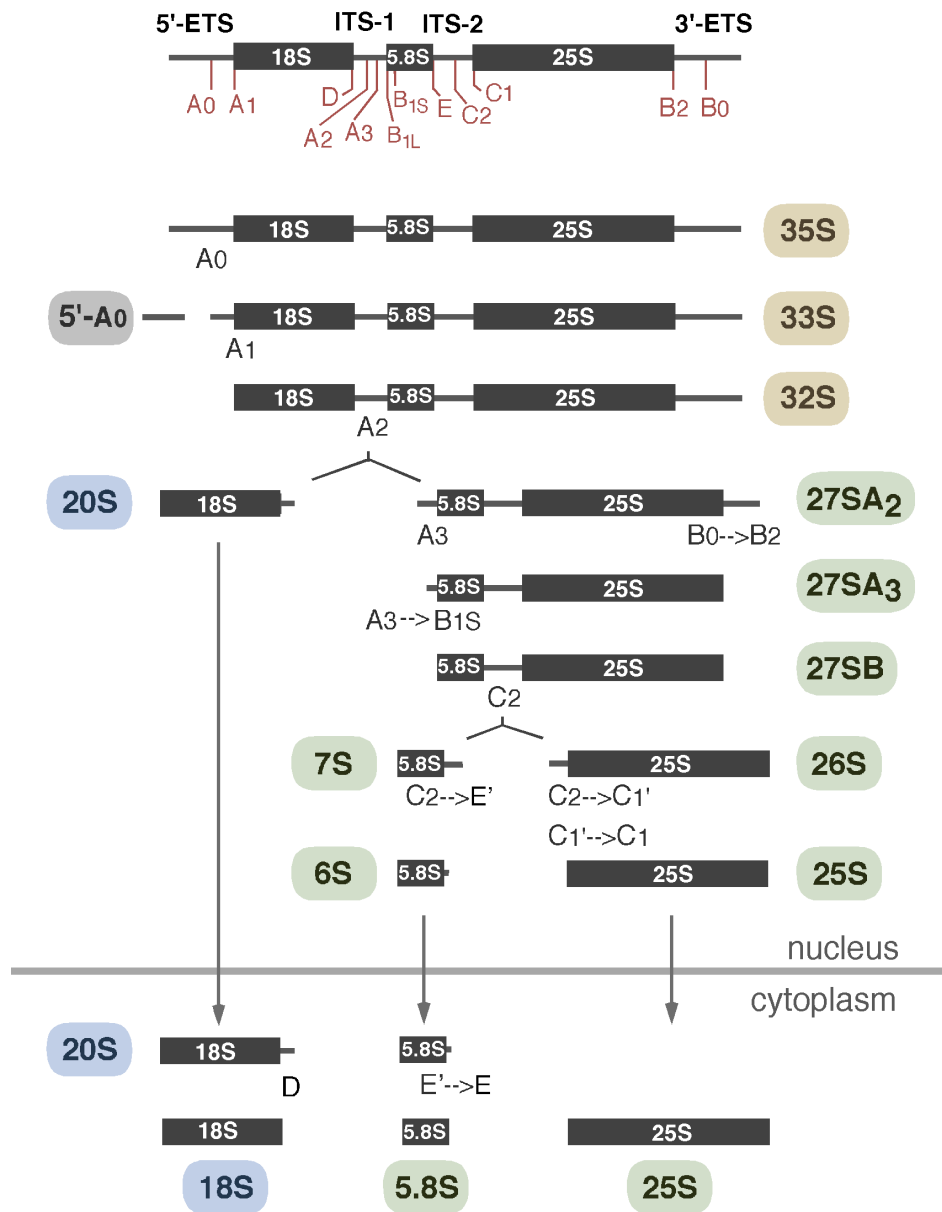 5'-ETS ITS-1 ITS-2 3'-ETS
18S 5.8S 25S
A0 A1 D A2 A3 B1L B1S E C2 C1 B2 B0
18S 5.8S 25S 35S
A0
5'-A0 18S 5.8S 25S 33S
A1
18S 5.8S 25S 32S
A2
20S 18S 5.8S 25S 27SA2
A3 B0-->B2
5.8S 25S 27SA3
A3-->B1S
5.8S 25S 27SB
C2
7S 5.8S 25S 26S
C2-->E' C2-->C1'
C1'-->C1
6S 5.8S 25S 25S
nucleus
cytoplasm
20S 18S 5.8S
D E'-->E
18S 5.8S 25S
18S 5.8S 25S